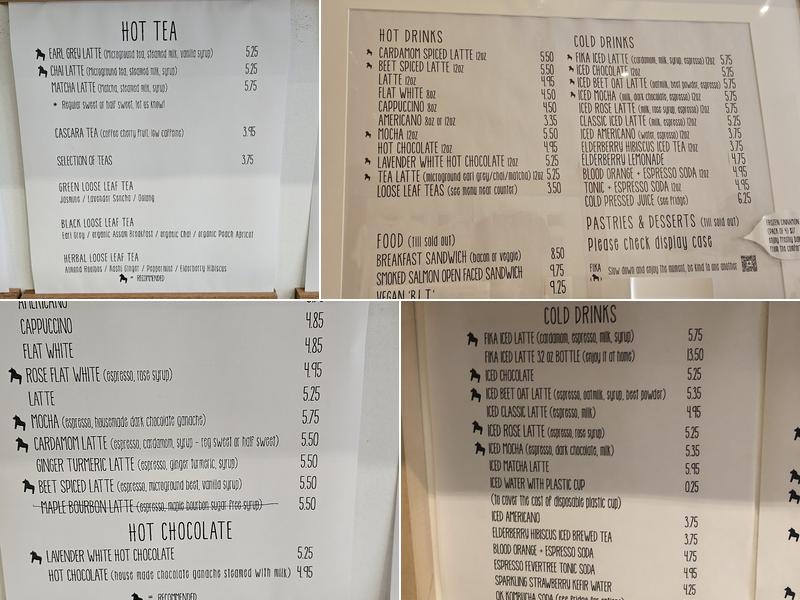 HOT TEA
EARL GREY LATTE (Microground tea, steamed milk, vanilla syrup) 5.25
CHAI LATTE (Microground tea, steamed milk, syrup) 5.25
MATCHA LATTE (Matcha, steamed milk, syrup) 5.75
* Regular sweet or half sweet, let us know!
CASCARA TEA (coffee cherry fruit, low caffeine) 3.95
SELECTION OF TEAS 3.75
GREEN LOOSE LEAF TEA
Jasmine / Lavender Sencha / Oolong
BLACK LOOSE LEAF TEA
Earl Grey / organic Assam Breakfast / organic Chai / organic Peach Apricot
HERBAL LOOSE LEAF TEA
Almond Rooibos / Kashi Ginger / Peppermint / Elderberry Hibiscus
= RECOMMENDED
HOT DRINKS
CARDAMOM SPICED LATTE 12oz 5.50
BEET SPICED LATTE 12oz 5.50
LATTE 12oz 4.95
FLAT WHITE 8oz 4.50
CAPPUCCINO 8oz 4.50
AMERICANO 8oz or 12oz 3.35
MOCHA 12oz 5.50
HOT CHOCOLATE 12oz 4.95
LAVENDER WHITE HOT CHOCOLATE 12oz 5.25
TEA LATTE (microground earl grey/chai/matcha) 12oz 5.25
LOOSE LEAF TEAS (see menu near counter) 3.50
FOOD (till sold out)
BREAKFAST SANDWICH (bacon or veggie) 8.50
SMOKED SALMON OPEN FACED SANDWICH 9.75
VEGAN 'B.L.T.' 9.25
COLD DRINKS
FIKA ICED LATTE (cardamom, milk, syrup, espresso) 12oz 5.75
ICED CHOCOLATE 12oz 5.25
ICED BEET OAT LATTE (oatmilk, beet powder, espresso) 5.75
ICED MOCHA (milk, dark chocolate, espresso) 12oz 5.75
ICED ROSE LATTE (milk, rose syrup, espresso) 12oz 5.75
CLASSIC ICED LATTE (milk, espresso) 12oz 5.25
ICED AMERICANO (water, espresso) 12oz 3.75
ELDERBERRY HIBISCUS ICED TEA 12oz 3.75
ELDERBERRY LEMONADE 4.75
BLOOD ORANGE + ESPRESSO SODA 12oz 4.95
TONIC + ESPRESSO SODA 12oz 4.95
COLD PRESSED JUICE (see fridge) 6.25
PASTRIES & DESSERTS (till sold out)
Please check display case
FIKA Slow down and enjoy the moment, be kind to one another
FROZEN CINNAMON
(PACK OF 4)
enjoy freshly
from the comfort
AMERICANO
CAPPUCCINO 4.85
FLAT WHITE 4.85
ROSE FLAT WHITE (espresso, rose syrup) 4.95
LATTE 5.25
MOCHA (espresso, housemade dark chocolate ganache) 5.75
CARDAMOM LATTE (espresso, cardamom, syrup - reg sweet or half sweet) 5.50
GINGER TURMERIC LATTE (espresso, ginger turmeric, syrup) 5.50
BEET SPICED LATTE (espresso, microground beet, vanilla syrup) 5.50
MAPLE BOURBON LATTE (espresso, maple bourbon sugar free syrup) 5.50
HOT CHOCOLATE
LAVENDER WHITE HOT CHOCOLATE 5.25
HOT CHOCOLATE (house made chocolate ganache steamed with milk) 4.95
= RECOMMENDED
COLD DRINKS
FIKA ICED LATTE (cardamom, espresso, milk, syrup) 5.75
FIKA ICED LATTE 32 oz BOTTLE (enjoy it at home) 13.50
ICED CHOCOLATE 5.25
ICED BEET OAT LATTE (espresso, oatmilk, syrup, beet powder) 5.35
ICED CLASSIC LATTE (espresso, milk) 4.95
ICED ROSE LATTE (espresso, rose syrup) 5.25
ICED MOCHA (espresso, dark chocolate, milk) 5.35
ICED MATCHA LATTE 5.95
ICED WATER WITH PLASTIC CUP 0.25
(to cover the cost of disposable plastic cup)
ICED AMERICANO 3.75
ELDERBERRY HIBISCUS ICED BREWED TEA 3.75
BLOOD ORANGE + ESPRESSO SODA 4.75
ESPRESSO FEVERTREE TONIC SODA 4.95
SPARKLING STRAWBERRY KEFIR WATER 4.25
OK KOMBUCHA SODA